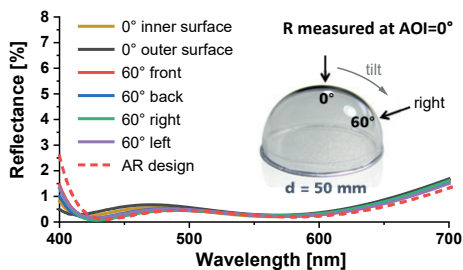 Reflectance [%]
8
7
6
5
4
3
2
1
0
0° inner surface
0° outer surface
60° front
60° back
60° right
60° left
AR design
R measured at AOI=0°
tilt
0°
right
60°
d = 50 mm
400
500
600
700
Wavelength [nm]